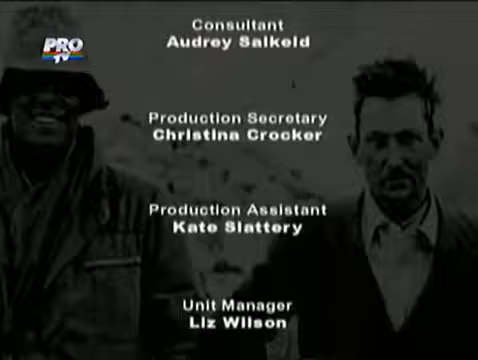 PRO
TV
Consultant
Audrey Salkeld
Production Secretary
Christina Crocker
Production Assistant
Kate Slattery
Unit Manager
Liz Wilson